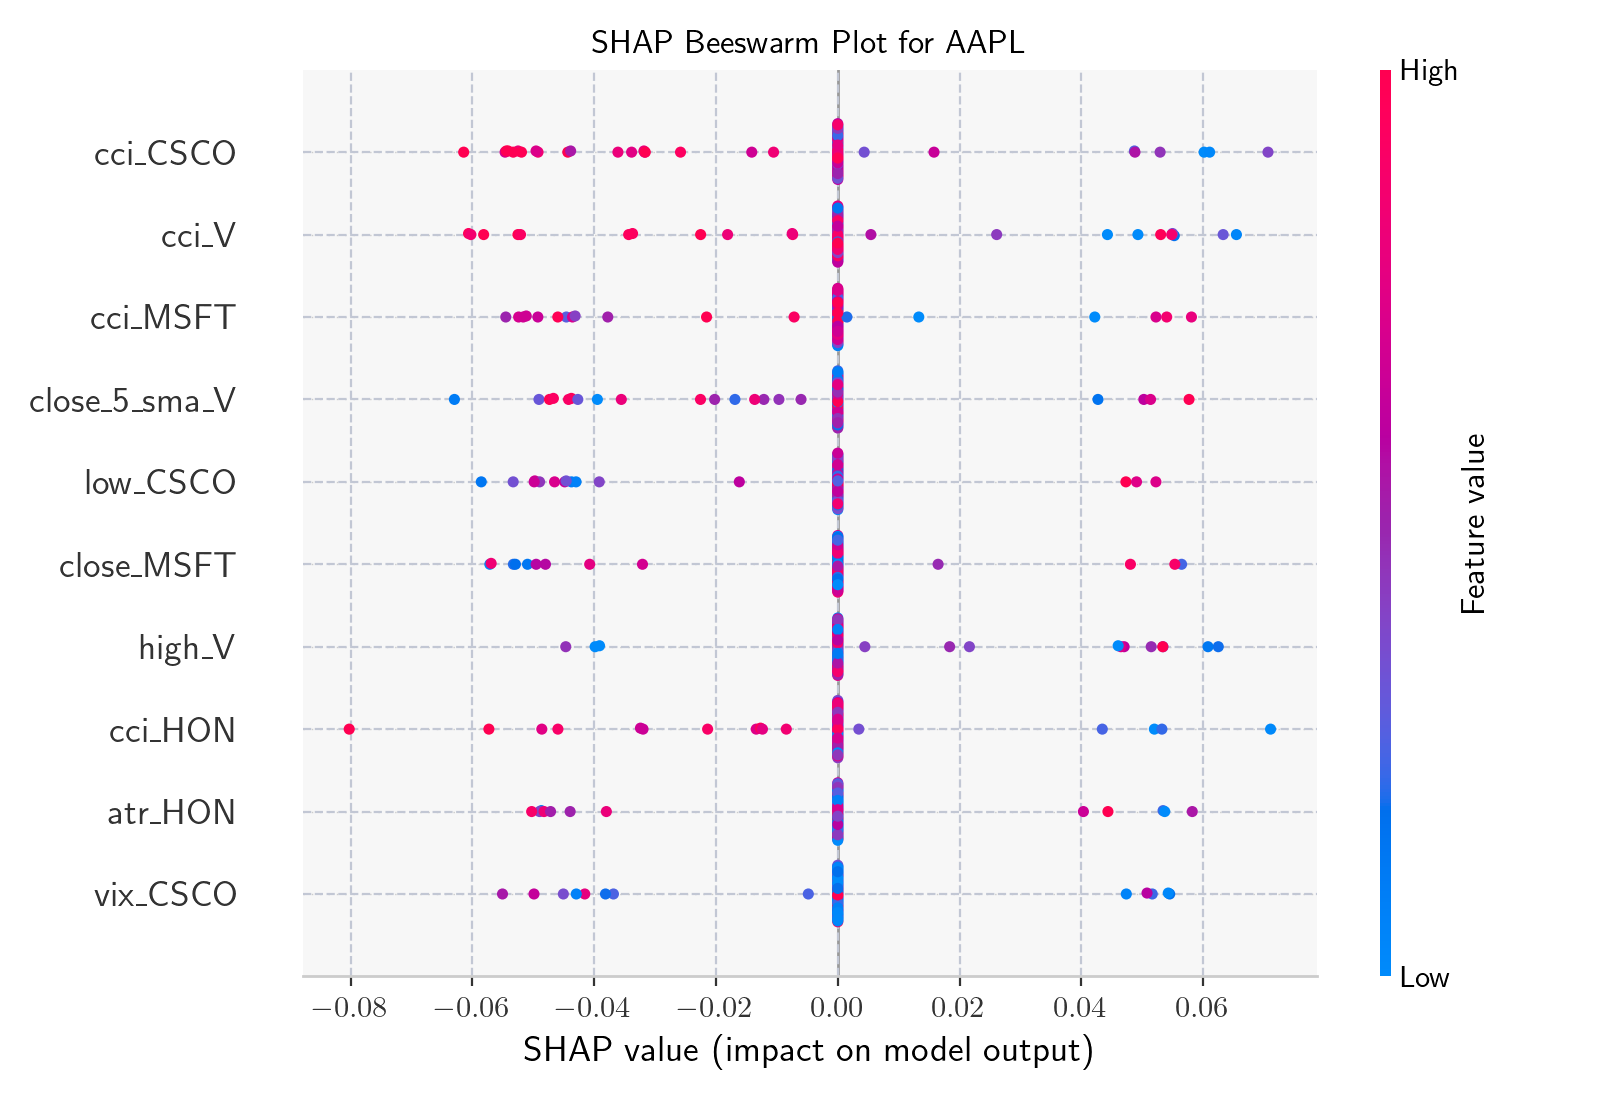 SHAP Beeswarm Plot for AAPL
High
cci_CSCO
cci_V
cci_MSFT
close_5_sma_V
low_CSCO
close_MSFT
high_V
cci_HON
atr_HON
vix_CSCO
Feature value
Low
−0.08 −0.06 −0.04 −0.02 0.00 0.02 0.04 0.06
SHAP value (impact on model output)